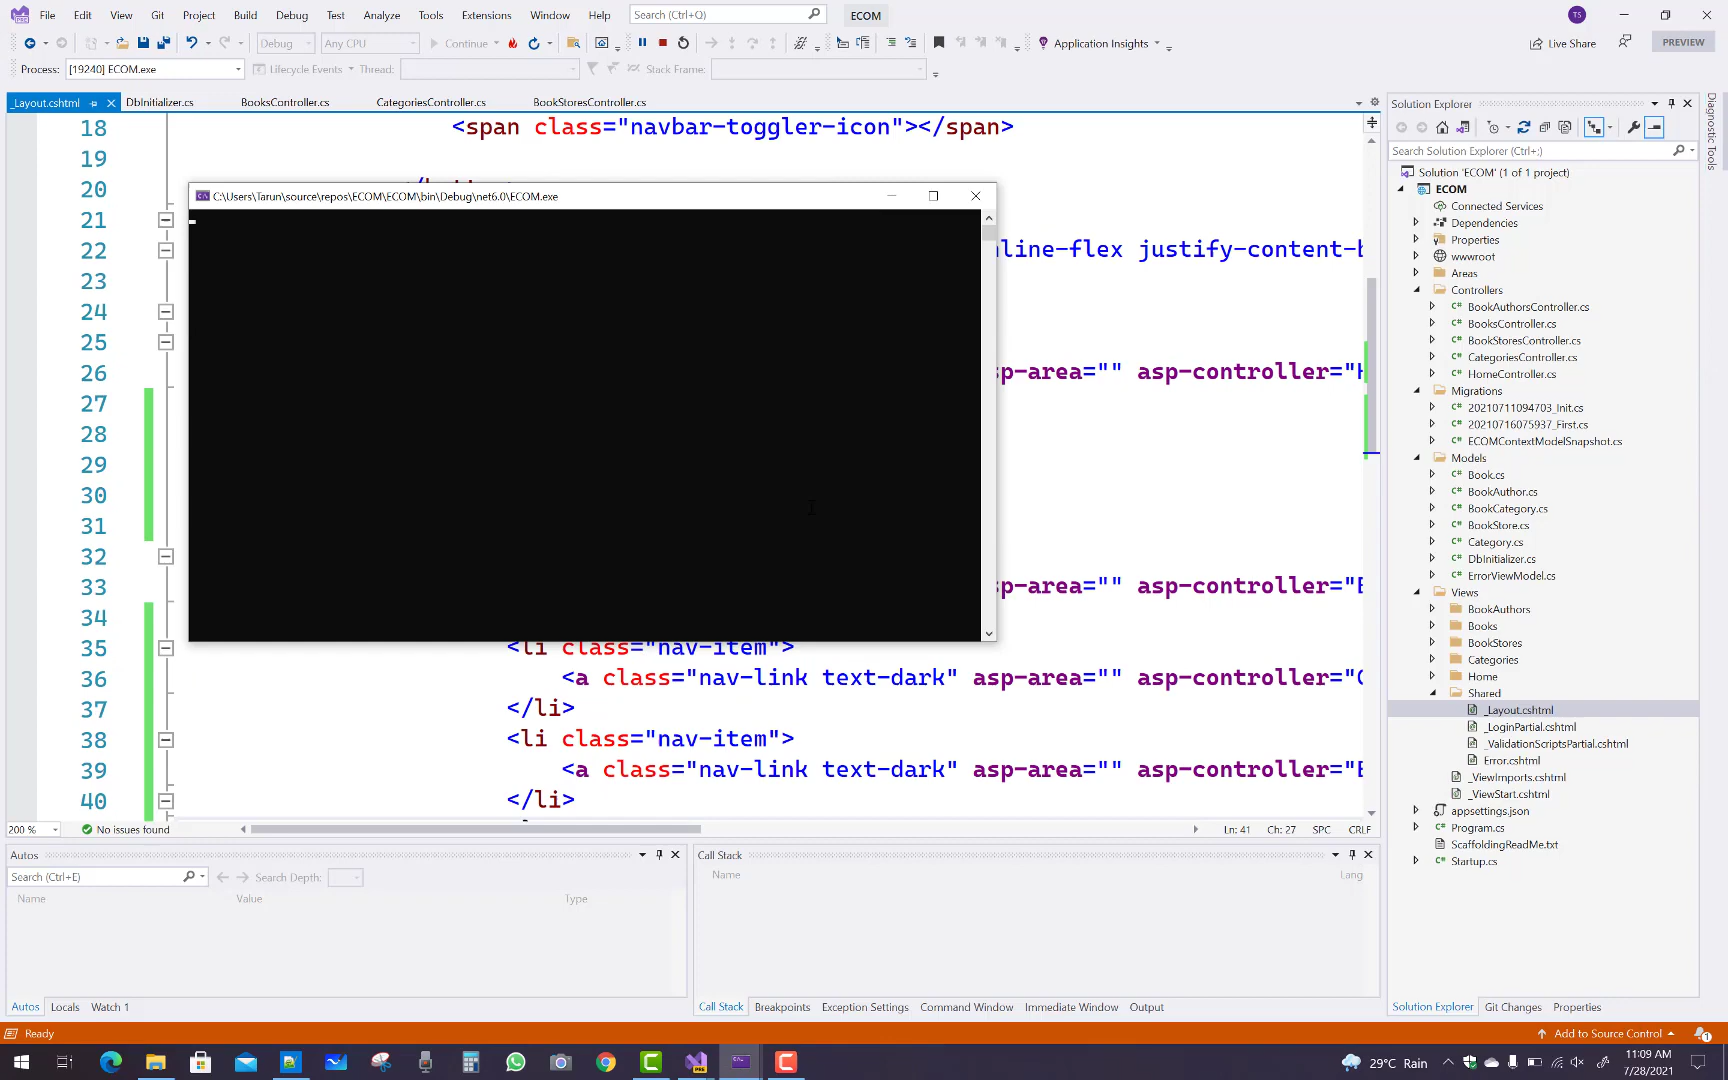 File Edit View Git Project Build Debug Test Analyze Tools Extensions Window Help Search (Ctrl+Q) ECOM TS
Debug Any CPU Continue Application Insights Live Share PREVIEW
Process: [19240] ECOM.exe Lifecycle Events Thread: Stack Frame:
_Layout.cshtml DbInitializer.cs BooksController.cs CategoriesController.cs BookStoresController.cs
18 <span class="navbar-toggler-icon"></span>
19
20
C:\Users\Tarun\source\repos\ECOM\ECOM\bin\Debug\net6.0\ECOM.exe
21
22 nline-flex justify-content-b
23
24
25
26 sp-area="" asp-controller="H
27
28
29
30
31
32
33 sp-area="" asp-controller="B
34
35 <li class="nav-item">
36 <a class="nav-link text-dark" asp-area="" asp-controller="C
37 </li>
38 <li class="nav-item">
39 <a class="nav-link text-dark" asp-area="" asp-controller="B
40 </li>
200 % No issues found Ln: 41 Ch: 27 SPC CRLF
Autos
Search (Ctrl+E) Search Depth:
Name Value Type
Autos Locals Watch 1
Call Stack
Name Lang
Call Stack Breakpoints Exception Settings Command Window Immediate Window Output
Solution Explorer
Search Solution Explorer (Ctrl+;)
Solution 'ECOM' (1 of 1 project)
ECOM
Connected Services
Dependencies
Properties
wwwroot
Areas
Controllers
BookAuthorsController.cs
BooksController.cs
BookStoresController.cs
CategoriesController.cs
HomeController.cs
Migrations
20210711094703_Init.cs
20210716075937_First.cs
ECOMContextModelSnapshot.cs
Models
Book.cs
BookAuthor.cs
BookCategory.cs
BookStore.cs
Category.cs
DbInitializer.cs
ErrorViewModel.cs
Views
BookAuthors
Books
BookStores
Categories
Home
Shared
_Layout.cshtml
_LoginPartial.cshtml
_ValidationScriptsPartial.cshtml
Error.cshtml
_ViewImports.cshtml
_ViewStart.cshtml
appsettings.json
Program.cs
ScaffoldingReadMe.txt
Startup.cs
Solution Explorer Git Changes Properties
Diagnostic Tools
Ready Add to Source Control 1
29°C Rain 11:09 AM
7/28/2021